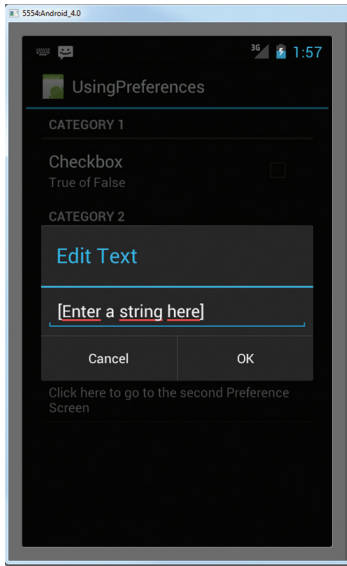 5554:Android_4.0
3G 1:57
UsingPreferences
CATEGORY 1
Checkbox
True of False
CATEGORY 2
Edit Text
[Enter a string here]
Cancel OK
Click here to go to the second Preference
Screen